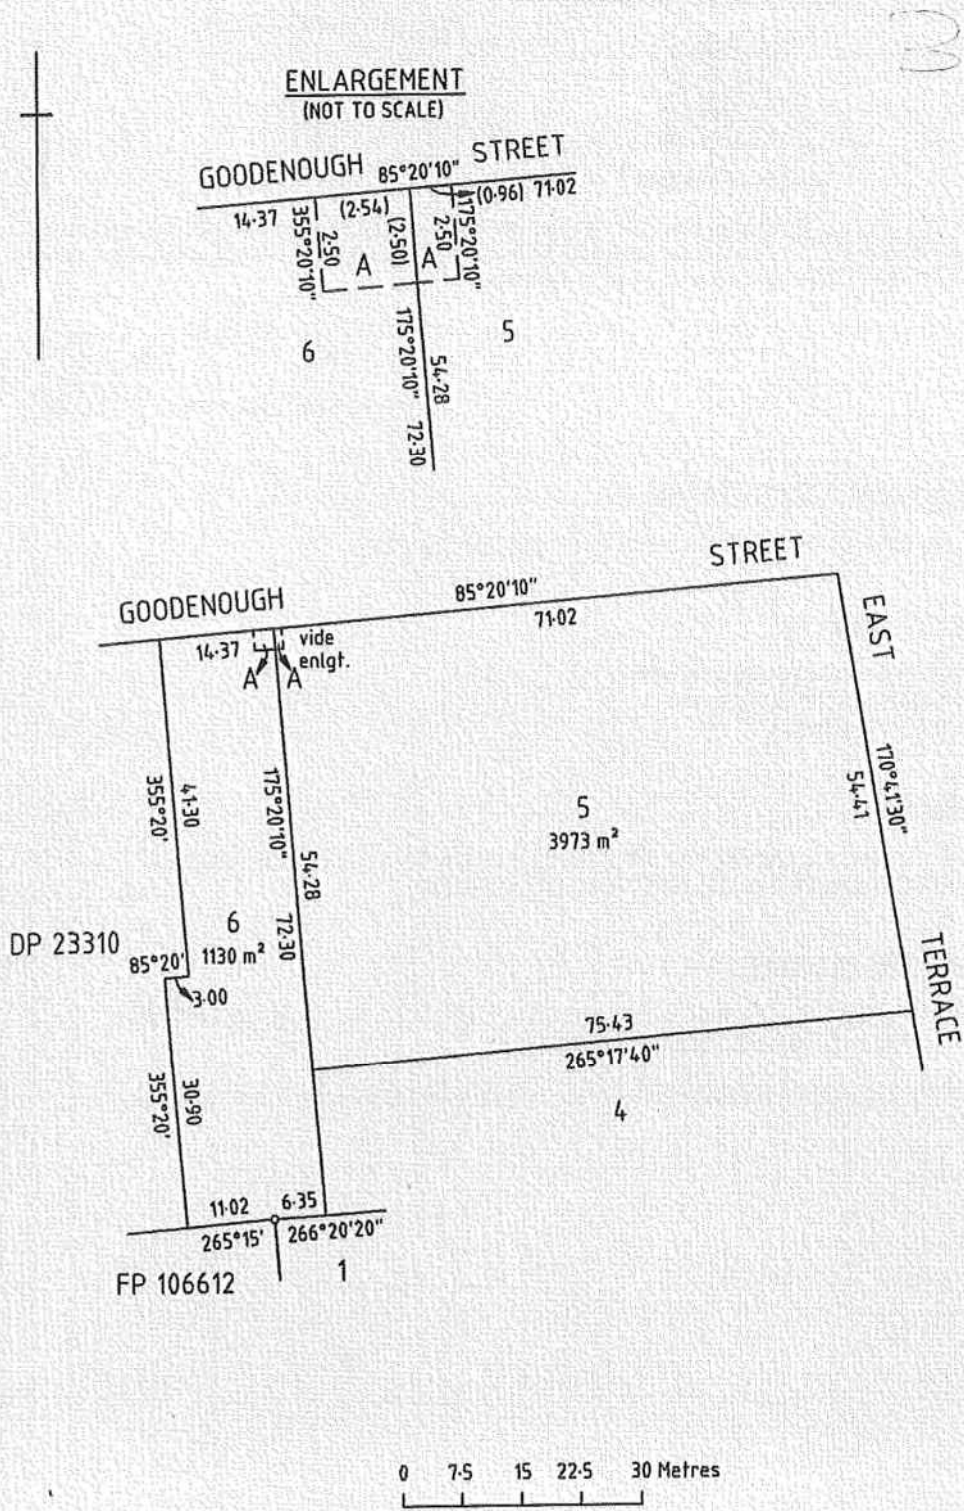 ENLARGEMENT
(NOT TO SCALE)
GOODENOUGH 85°20'10" STREET
14·37
(2·54)
(0·96) 71·02
355°20'10"
2·50
(2·50)
2·50
175°20'10"
A
A
6
5
175°20'10"
54·28
72·30
STREET
GOODENOUGH
85°20'10"
71·02
EAST
14·37
vide
enlgt.
A
A
355°20'
41·30
175°20'10"
54·28
72·30
5
3973 m²
54·41
170°41'30"
TERRACE
DP 23310
6
1130 m²
85°20'
3·00
75·43
265°17'40"
4
355°20'
30·90
11·02
6·35
265°15'
266°20'20"
FP 106612
1
0 7·5 15 22·5 30 Metres